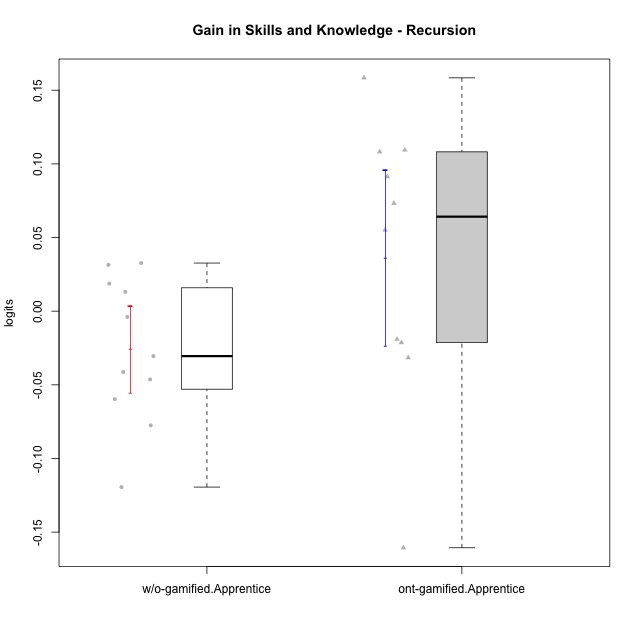 Gain in Skills and Knowledge - Recursion
logits
0.15
0.10
0.05
0.00
-0.05
-0.10
-0.15
w/o-gamified.Apprentice
ont-gamified.Apprentice